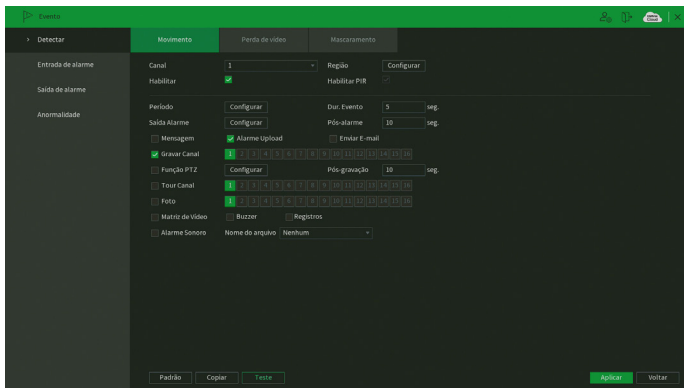 Evento
Intelbras Cloud
×
> Detectar
Movimento Perda de vídeo Mascaramento
Entrada de alarme
Saída de alarme
Anormalidade
Canal 1 Região Configurar
Habilitar Habilitar PIR
Período Configurar Dur. Evento 5 seg.
Saída Alarme Configurar Pós-alarme 10 seg.
Mensagem Alarme Upload Enviar E-mail
Gravar Canal 1 2 3 4 5 6 7 8 9 10 11 12 13 14 15 16
Função PTZ Configurar Pós-gravação 10 seg.
Tour Canal 1 2 3 4 5 6 7 8 9 10 11 12 13 14 15 16
Foto 1 2 3 4 5 6 7 8 9 10 11 12 13 14 15 16
Matriz de Vídeo Buzzer Registros
Alarme Sonoro Nome do arquivo Nenhum
Padrão Copiar Teste Aplicar Voltar